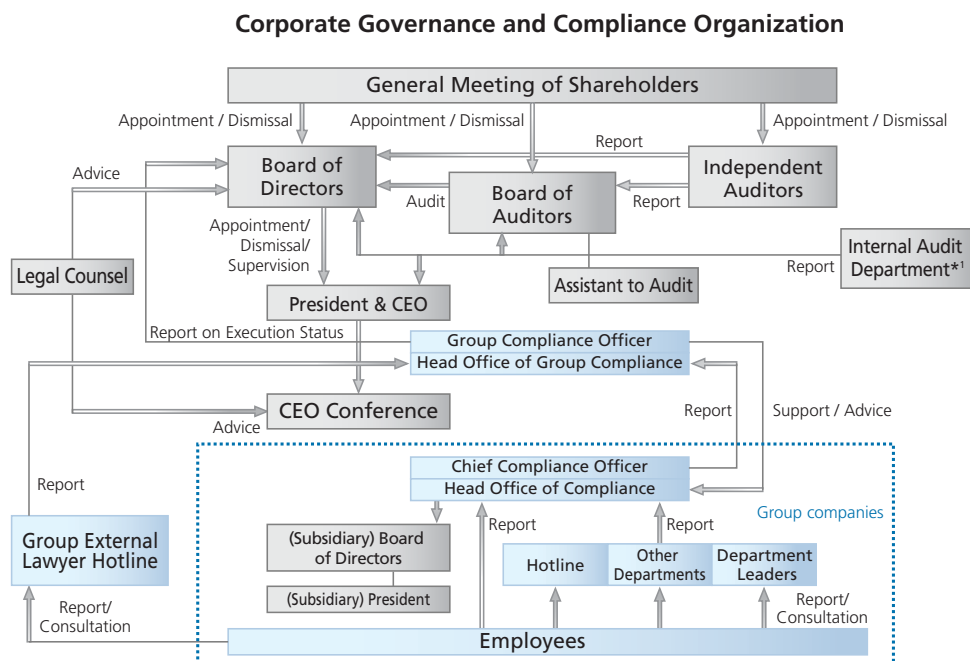 Corporate Governance and Compliance Organization
General Meeting of Shareholders
Appointment / Dismissal
Appointment / Dismissal
Appointment / Dismissal
Report
Board of
Directors
Independent
Auditors
Advice
Audit
Board of
Auditors
Report
Appointment/
Dismissal/
Supervision
Internal Audit
Department*1
Report
Legal Counsel
Assistant to Audit
President & CEO
Report on Execution Status
Group Compliance Officer
Head Office of Group Compliance
CEO Conference
Advice
Report
Support / Advice
Chief Compliance Officer
Head Office of Compliance
Report
Group companies
Group External
Lawyer Hotline
(Subsidiary) Board
of Directors
Report
Report
Hotline
Other
Departments
Department
Leaders
(Subsidiary) President
Report/
Consultation
Report/
Consultation
Employees